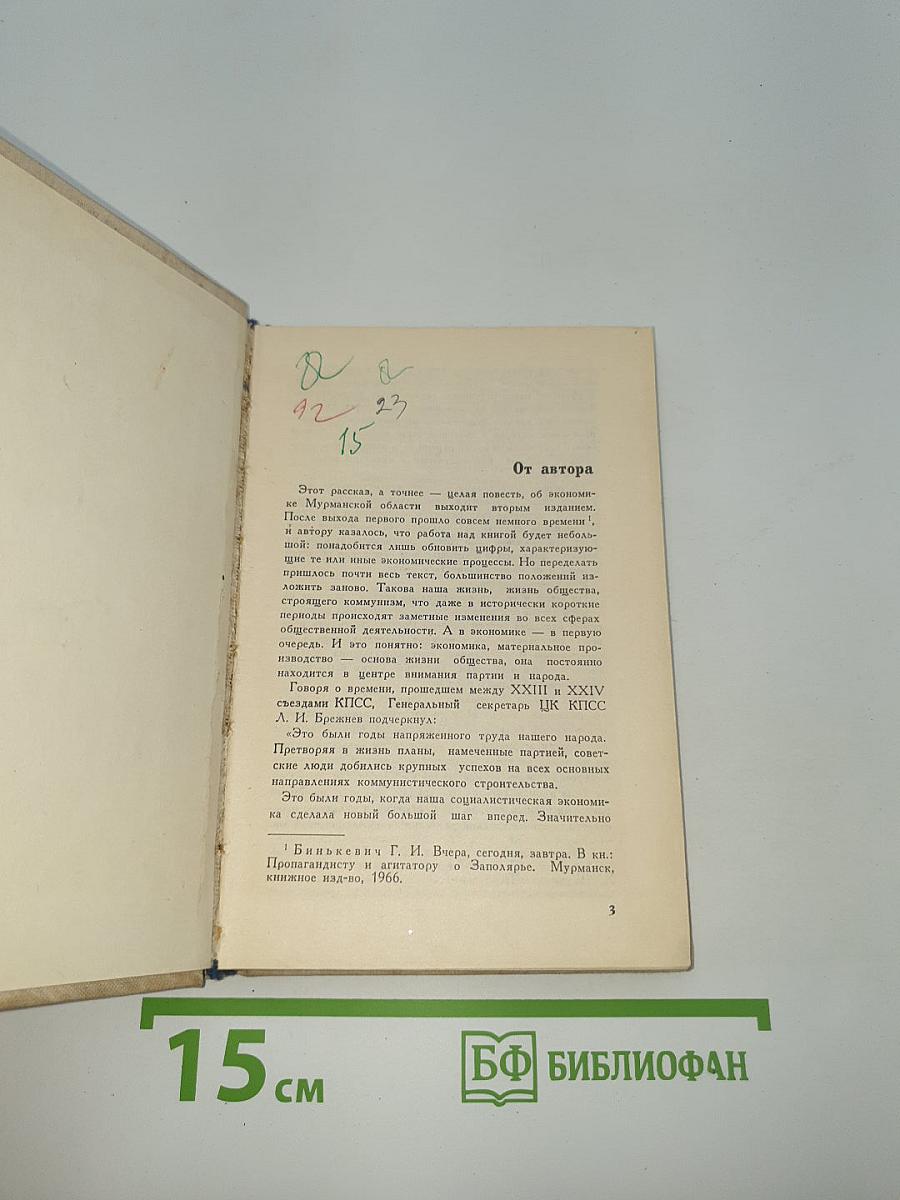 92 23
15
От автора
Этот рассказ, а точнее — целая повесть, об экономи-
ке Мурманской области выходит вторым изданием.
После выхода первого прошло совсем немного времени¹,
и автору казалось, что работа над книгой будет неболь-
шой: понадобится лишь обновить цифры, характеризую-
щие те или иные экономические процессы. Но переделать
пришлось почти весь текст, большинство положений из-
ложить заново. Такова наша жизнь, жизнь общества,
строящего коммунизм, что даже в исторически короткие
периоды происходят заметные изменения во всех сферах
общественной деятельности. А в экономике — в первую
очередь. И это понятно: экономика, материальное про-
изводство — основа жизни общества, она постоянно
находится в центре внимания партии и народа.
Говоря о времени, прошедшем между XXIII и XXIV
съездами КПСС, Генеральный секретарь ЦК КПСС
Л. И. Брежнев подчеркнул:
«Это были годы напряженного труда нашего народа.
Претворяя в жизнь планы, намеченные партией, совет-
ские люди добились крупных успехов на всех основных
направлениях коммунистического строительства.
Это были годы, когда наша социалистическая экономи-
ка сделала новый большой шаг вперед. Значительно
¹ Бинькевич Г. И. Вчера, сегодня, завтра. В кн.:
Пропагандисту и агитатору о Заполярье. Мурманск,
книжное изд-во, 1966.
3
15 см
БФ БИБЛИОФАН